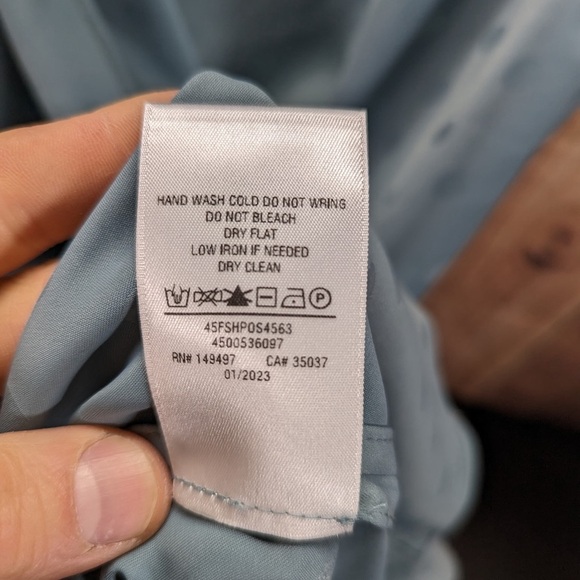 HAND WASH COLD DO NOT WRING
DO NOT BLEACH
DRY FLAT
LOW IRON IF NEEDED
DRY CLEAN
P
45FSHP0S4563
4500536097
RN# 149497 CA# 35037
01/2023